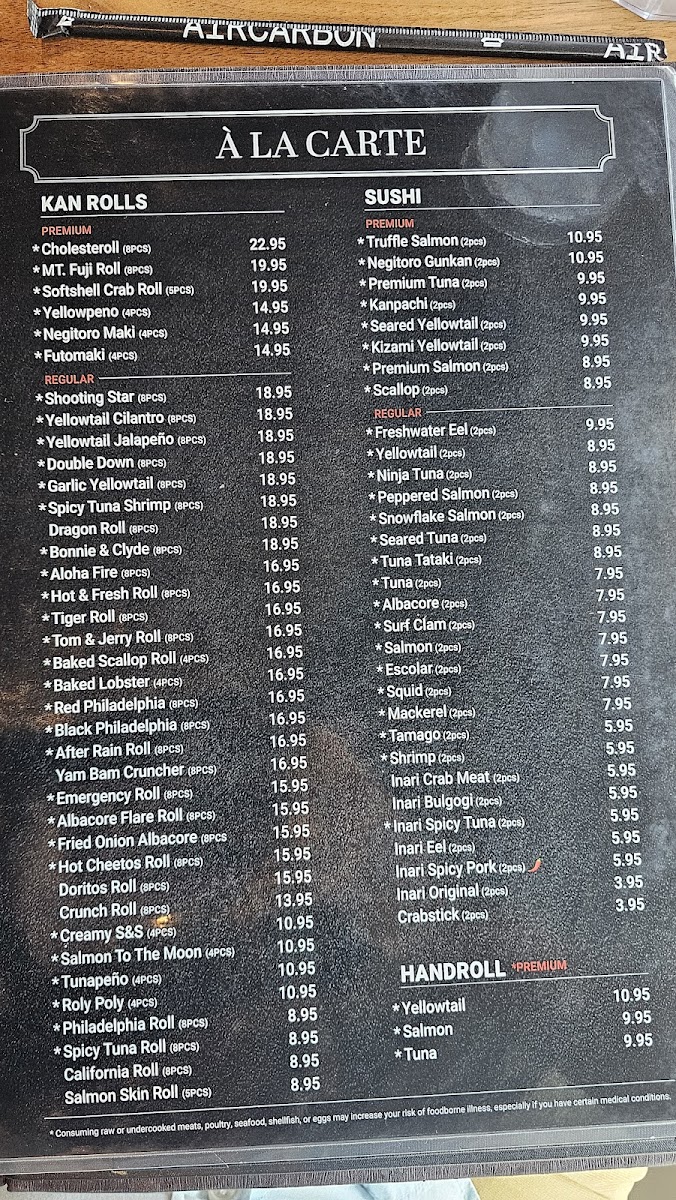 AIRCARBON
AIR
À LA CARTE
KAN ROLLS
PREMIUM
*Cholesteroll (8PCS) 22.95
*MT. Fuji Roll (8PCS) 19.95
*Softshell Crab Roll (5PCS) 19.95
*Yellowpeno (4PCS) 14.95
*Negitoro Maki (4PCS) 14.95
*Futomaki (4PCS) 14.95
REGULAR
*Shooting Star (8PCS) 18.95
*Yellowtail Cilantro (8PCS) 18.95
*Yellowtail Jalapeño (8PCS) 18.95
*Double Down (8PCS) 18.95
*Garlic Yellowtail (8PCS) 18.95
*Spicy Tuna Shrimp (8PCS) 18.95
Dragon Roll (8PCS) 18.95
*Bonnie & Clyde (8PCS) 18.95
*Aloha Fire (8PCS) 16.95
*Hot & Fresh Roll (8PCS) 16.95
*Tiger Roll (8PCS) 16.95
*Tom & Jerry Roll (8PCS) 16.95
*Baked Scallop Roll (4PCS) 16.95
*Baked Lobster (4PCS) 16.95
*Red Philadelphia (8PCS) 16.95
*Black Philadelphia (8PCS) 16.95
*After Rain Roll (8PCS) 16.95
Yam Bam Cruncher (8PCS) 16.95
*Emergency Roll (8PCS) 15.95
*Albacore Flare Roll (8PCS) 15.95
*Fried Onion Albacore (8PCS 15.95
*Hot Cheetos Roll (8PCS) 15.95
Doritos Roll (8PCS) 15.95
Crunch Roll (8PCS) 13.95
*Creamy S&S (4PCS) 10.95
*Salmon To The Moon (4PCS) 10.95
*Tunapeño (4PCS) 10.95
*Roly Poly (4PCS) 10.95
*Philadelphia Roll (8PCS) 8.95
*Spicy Tuna Roll (8PCS) 8.95
California Roll (8PCS) 8.95
Salmon Skin Roll (5PCS) 8.95
SUSHI
PREMIUM
*Truffle Salmon (2pcs) 10.95
*Negitoro Gunkan (2pcs) 10.95
*Premium Tuna (2pcs) 9.95
*Kanpachi (2pcs) 9.95
*Seared Yellowtail (2pcs) 9.95
*Kizami Yellowtail (2pcs) 9.95
*Premium Salmon (2pcs) 8.95
*Scallop (2pcs) 8.95
REGULAR
*Freshwater Eel (2pcs) 9.95
*Yellowtail (2pcs) 8.95
*Ninja Tuna (2pcs) 8.95
*Peppered Salmon (2pcs) 8.95
*Snowflake Salmon (2pcs) 8.95
*Seared Tuna (2pcs) 8.95
*Tuna Tataki (2pcs) 8.95
*Tuna (2pcs) 7.95
*Albacore (2pcs) 7.95
*Surf Clam (2pcs) 7.95
*Salmon (2pcs) 7.95
*Escolar (2pcs) 7.95
*Squid (2pcs) 7.95
*Mackerel (2pcs) 7.95
*Tamago (2pcs) 5.95
*Shrimp (2pcs) 5.95
Inari Crab Meat (2pcs) 5.95
Inari Bulgogi (2pcs) 5.95
*Inari Spicy Tuna (2pcs) 5.95
Inari Eel (2pcs) 5.95
Inari Spicy Pork (2pcs) 5.95
Inari Original (2pcs) 3.95
Crabstick (2pcs) 3.95
HANDROLL *PREMIUM
*Yellowtail 10.95
*Salmon 9.95
*Tuna 9.95
* Consuming raw or undercooked meats, poultry, seafood, shellfish, or eggs may increase your risk of foodborne illness, especially if you have certain medical conditions.